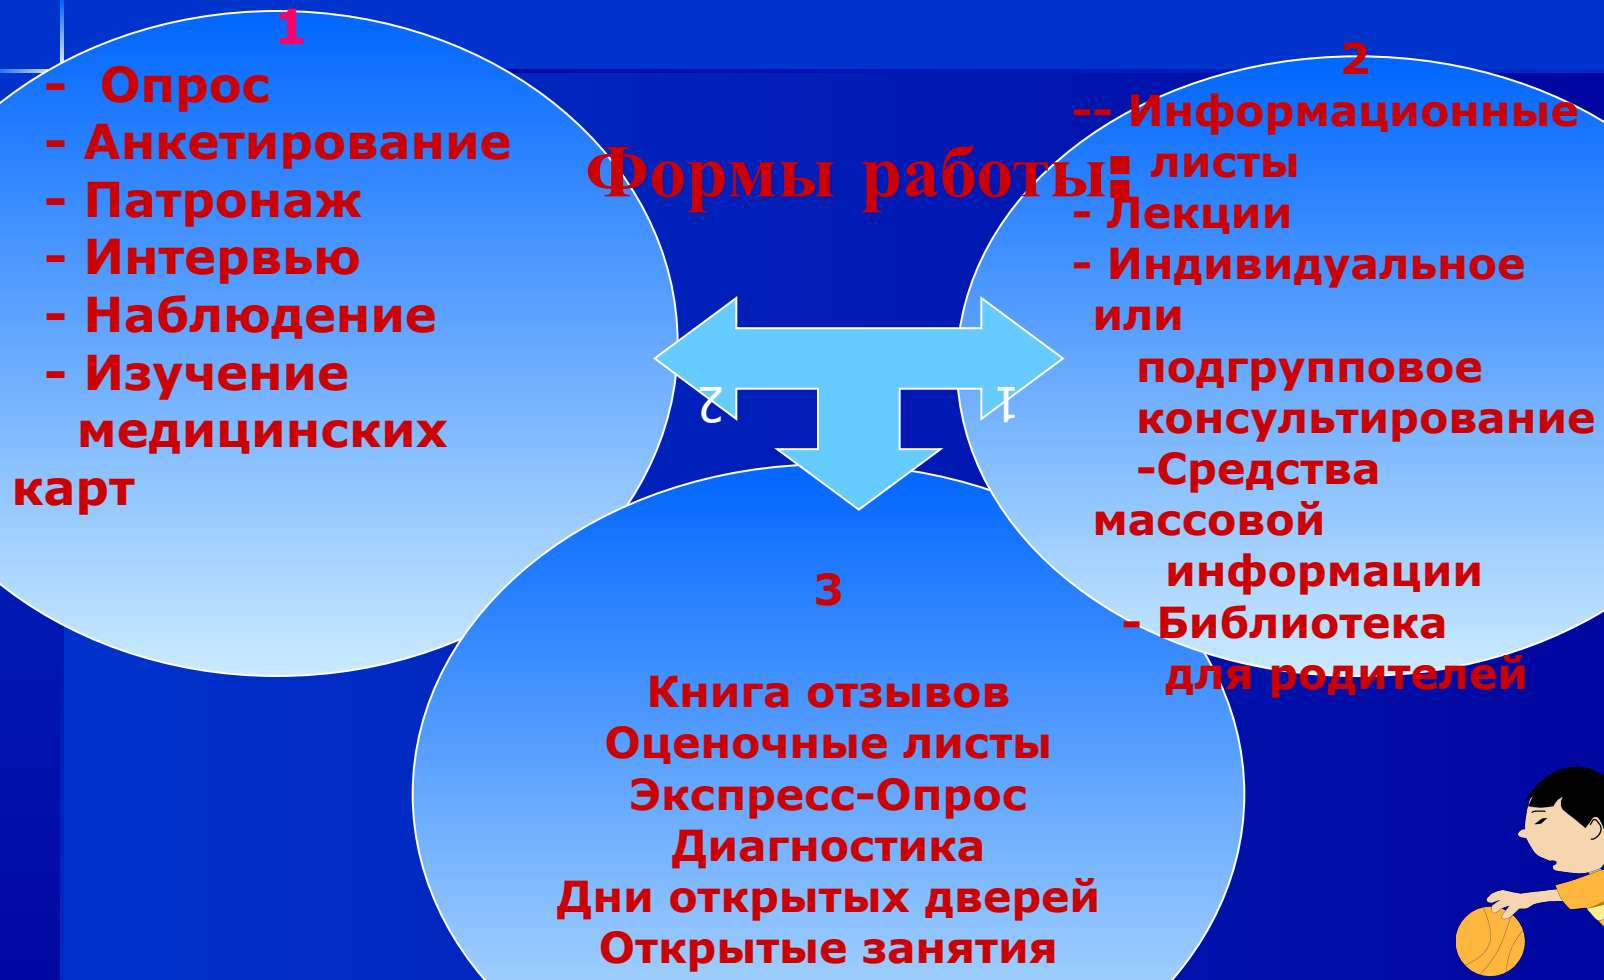 Формы работы:
1
- Опрос
- Анкетирование
- Патронаж
- Интервью
- Наблюдение
- Изучение
медицинских
карт
2
-- Информационные
листы
- Лекции
- Индивидуальное
или
подгрупповое
консультирование
-Средства
массовой
информации
- Библиотека
для родителей
2
1
3
Книга отзывов
Оценочные листы
Экспресс-Опрос
Диагностика
Дни открытых дверей
Открытые занятия